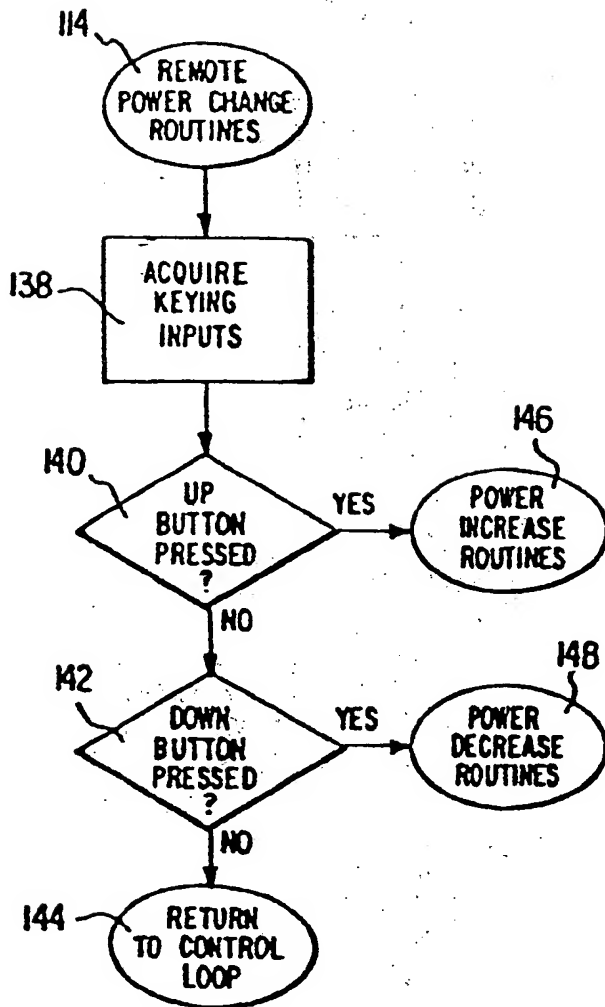 114
REMOTE
POWER CHANGE
ROUTINES
138
ACQUIRE
KEYING
INPUTS
140
UP
BUTTON
PRESSED
?
YES
146
POWER
INCREASE
ROUTINES
NO
142
DOWN
BUTTON
PRESSED
?
YES
148
POWER
DECREASE
ROUTINES
NO
144
RETURN
TO CONTROL
LOOP